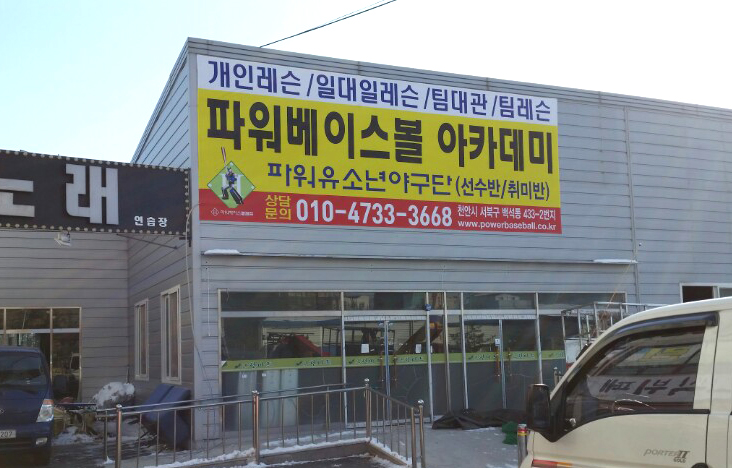 개인레슨/일대일레슨/팀대관/팀레슨
파워베이스볼 아카데미
파워유소년야구단(선수반/취미반)
상담문의 010-4733-3668
천안시 서북구 백석동 433-2번지
www.powerbaseball.co.kr
래
연습장
PORTER II